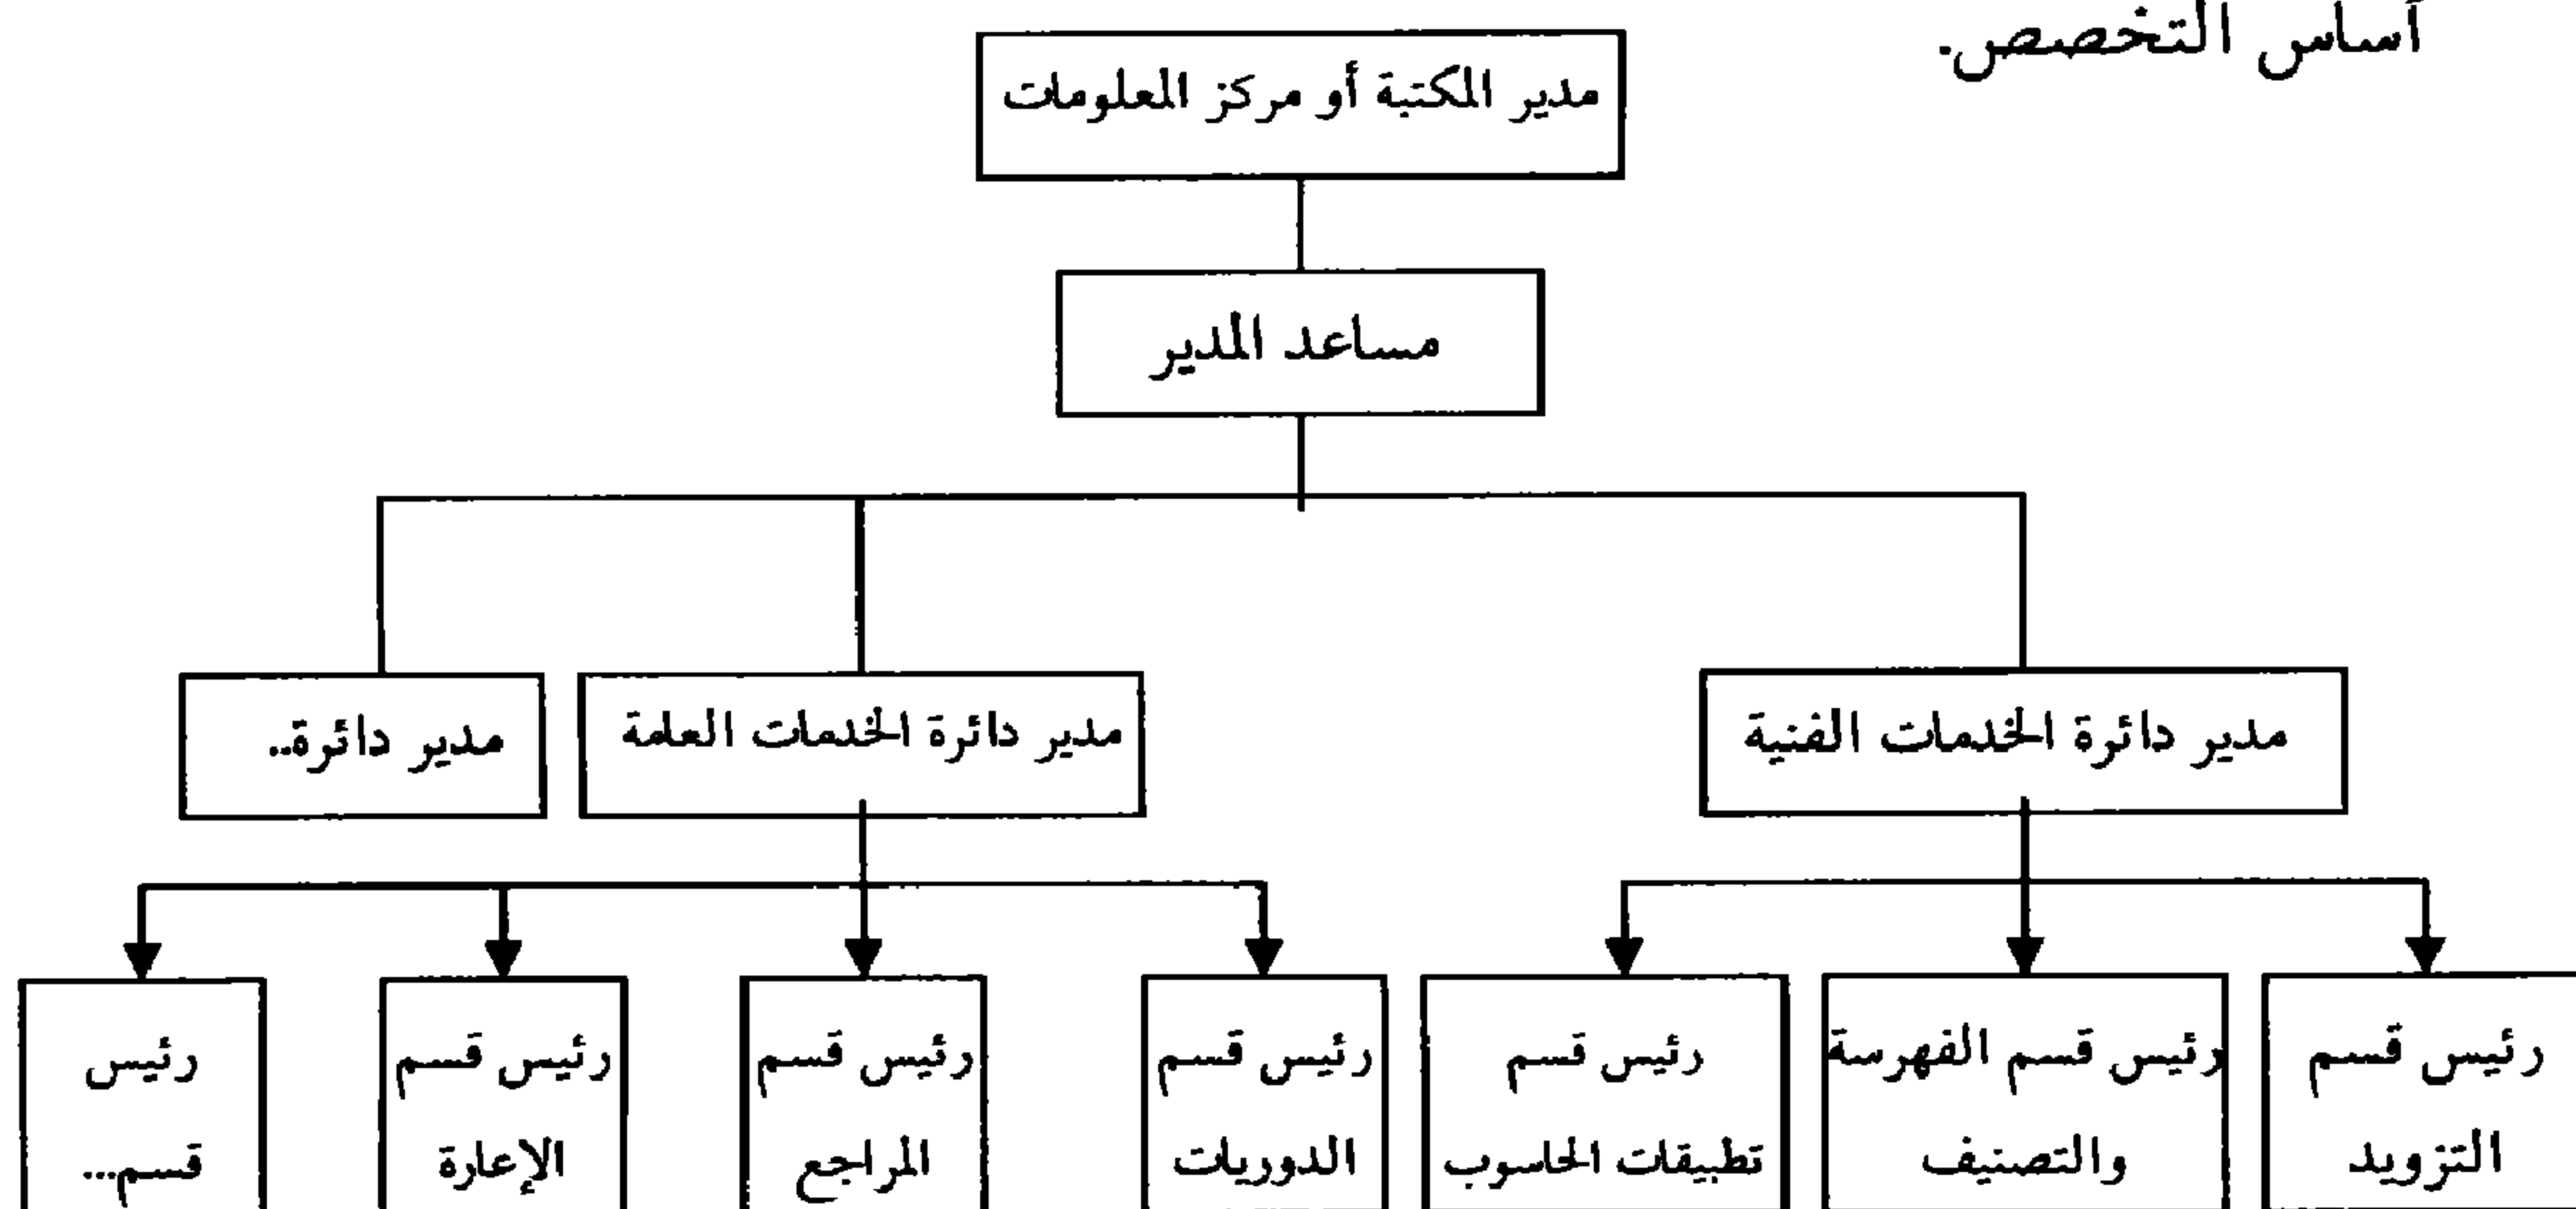 أساس التخصص.
مدير المكتبة أو مركز المعلومات
مساعد المدير
مدير دائرة الخدمات الفنية
مدير دائرة الخدمات العامة
مدير دائرة..
رئيس قسم
التزويد
رئيس قسم الفهرسة
والتصنيف
رئيس قسم
تطبيقات الحاسوب
رئيس قسم
الدوريات
رئيس قسم
المراجع
رئيس قسم
الإعارة
رئيس
قسم...